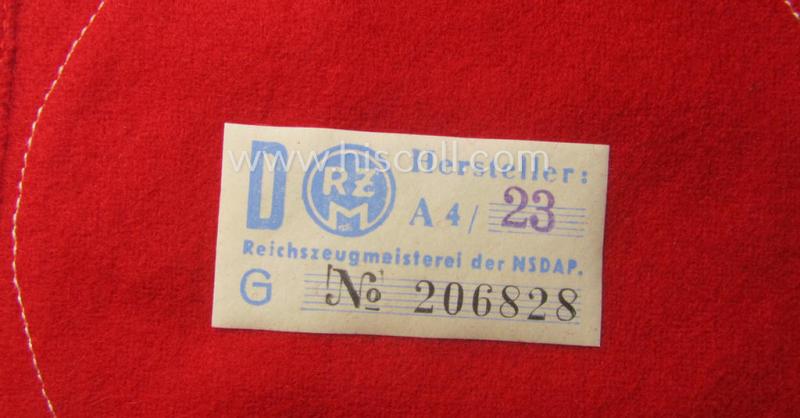 www.hiscoll.com
D RZM Hersteller:
A 4 / 23
Reichszeugmeisterei der NSDAP.
G No 206828